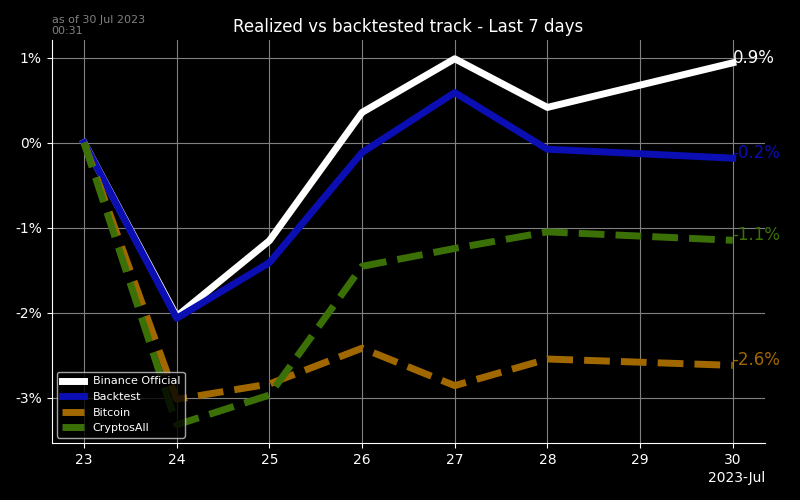 as of 30 Jul 2023
00:31
Realized vs backtested track - Last 7 days
1%
0%
-1%
-2%
-3%
0.9%
-0.2%
-1.1%
-2.6%
Binance Official
Backtest
Bitcoin
CryptosAll
23 24 25 26 27 28 29 30
2023-Jul